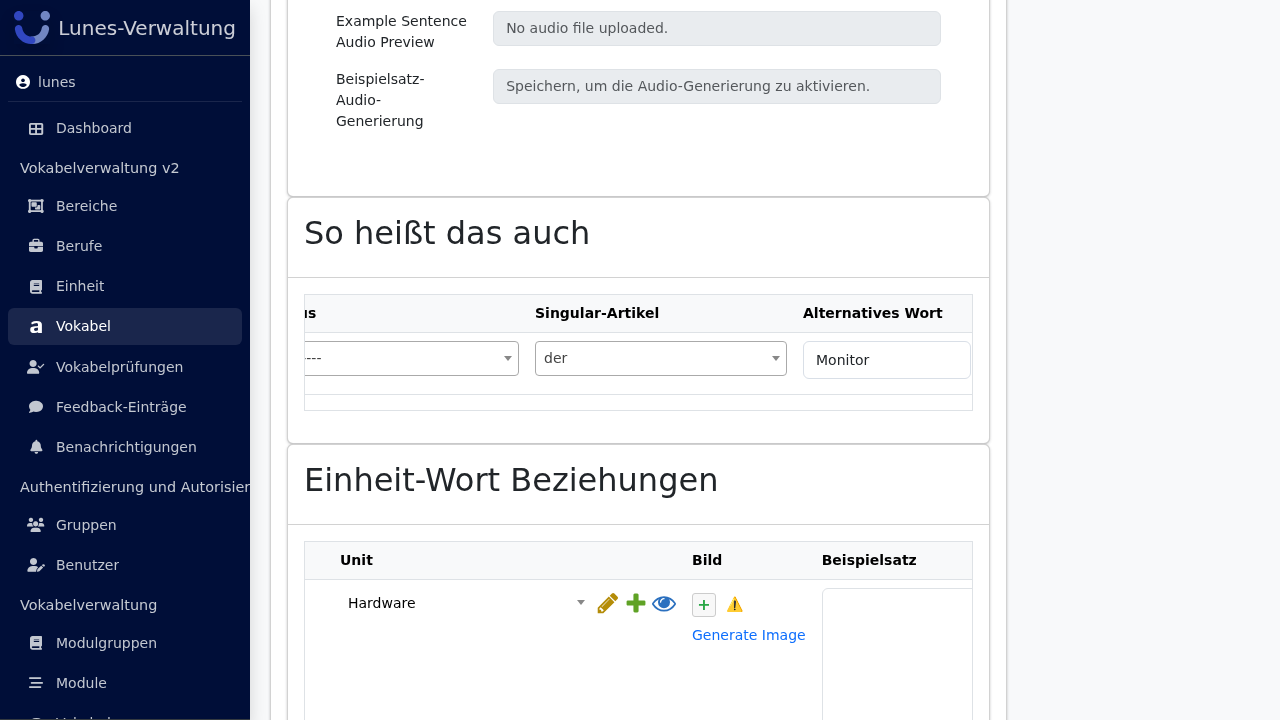 Lunes-Verwaltung
lunes
Dashboard
Vokabelverwaltung v2
Bereiche
Berufe
Einheit
Vokabel
Vokabelprüfungen
Feedback-Einträge
Benachrichtigungen
Authentifizierung und Autorisier
Gruppen
Benutzer
Vokabelverwaltung
Modulgruppen
Module
Example Sentence
Audio Preview
No audio file uploaded.
Beispielsatz-
Audio-
Generierung
Speichern, um die Audio-Generierung zu aktivieren.
So heißt das auch
us Singular-Artikel Alternatives Wort
---- der Monitor
Einheit-Wort Beziehungen
Unit Bild Beispielsatz
Hardware
Generate Image